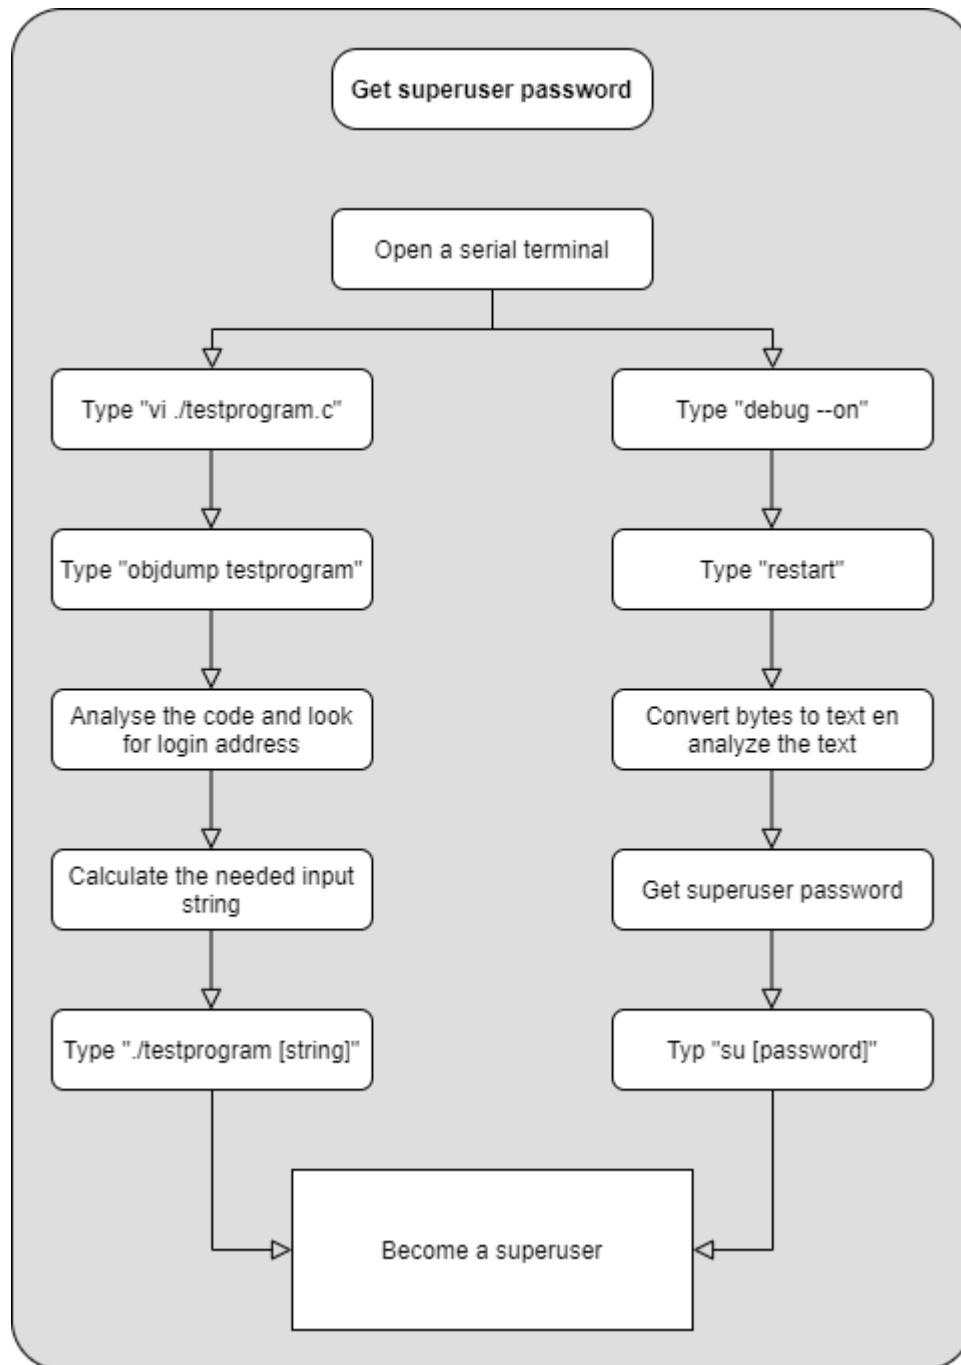 Get superuser password
Open a serial terminal
Type "vi ./testprogram.c"
Type "objdump testprogram"
Analyse the code and look
for login address
Calculate the needed input
string
Type "./testprogram [string]"
Type "debug --on"
Type "restart"
Convert bytes to text en
analyze the text
Get superuser password
Typ "su [password]"
Become a superuser